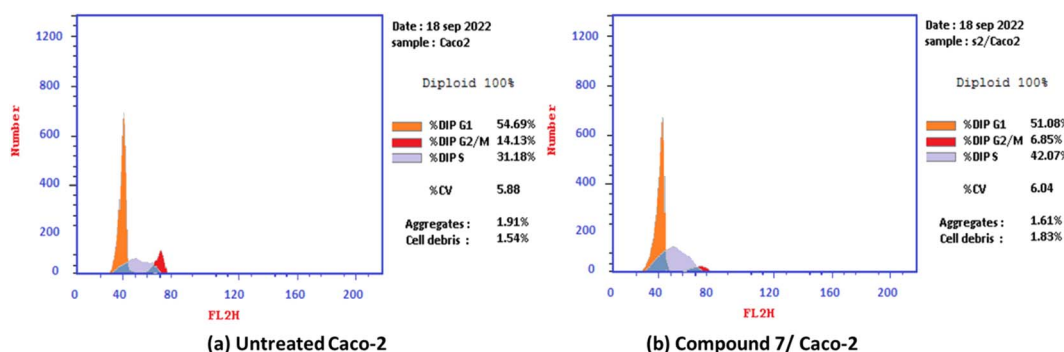 1200
800
600
400
200
0
Number
0 40 80 120 160 200
FL2H
Date : 18 sep 2022
sample : Caco2
Diploid 100%
%DIP G1 54.69%
%DIP G2/M 14.13%
%DIP S 31.18%
%CV 5.88
Aggregates : 1.91%
Cell debris : 1.54%
(a) Untreated Caco-2
1200
800
600
400
200
0
Number
0 40 80 120 160 200
FL2H
Date : 18 sep 2022
sample : s2/Caco2
Diploid 100%
%DIP G1 51.08%
%DIP G2/M 6.85%
%DIP S 42.07%
%CV 6.04
Aggregates : 1.61%
Cell debris : 1.83%
(b) Compound 7/ Caco-2